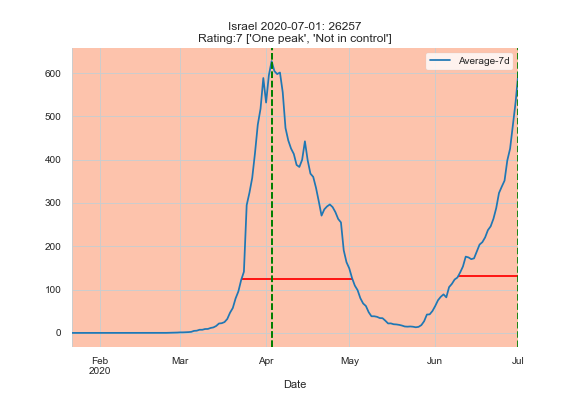 Israel 2020-07-01: 26257
Rating:7 ['One peak', 'Not in control']
Average-7d
600
500
400
300
200
100
0
Feb
2020
Mar
Apr
May
Jun
Jul
Date